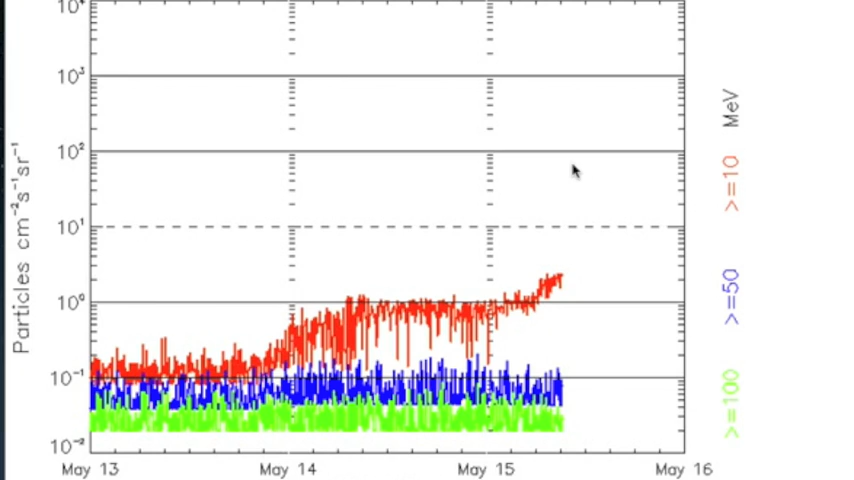 10⁴
10³
10²
10¹
10⁰
10⁻¹
10⁻²
Particles cm⁻²s⁻¹sr⁻¹
May 13
May 14
May 15
May 16
>=10 MeV
>=50
>=100